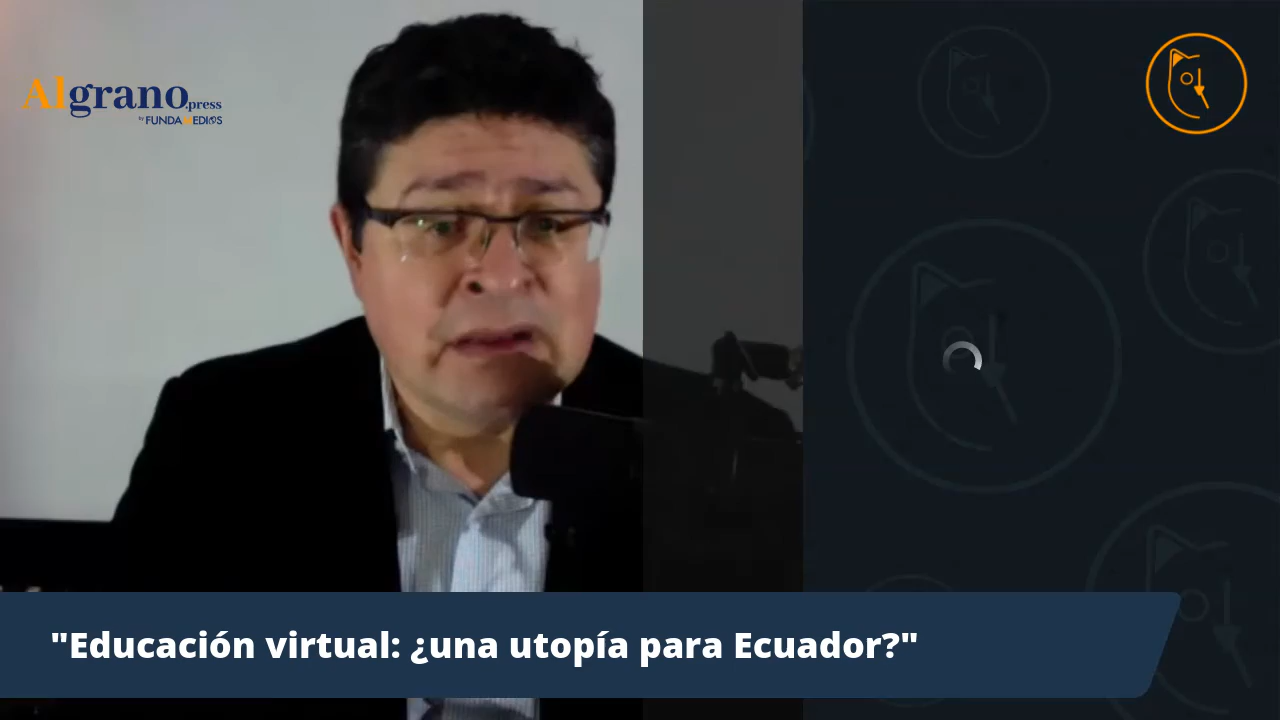 Algrano.press
by FUNDAMEDIOS
"Educación virtual: ¿una utopía para Ecuador?"